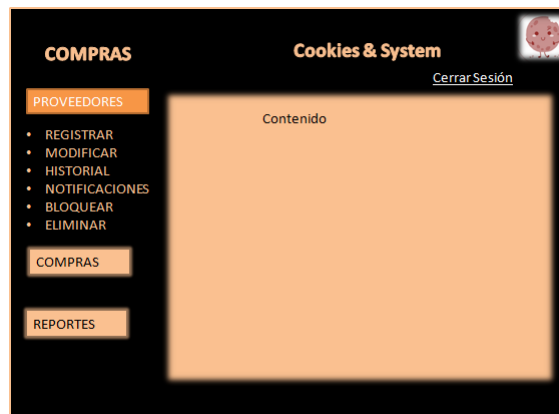 COMPRAS
Cookies & System
Cerrar Sesión
PROVEEDORES
• REGISTRAR
• MODIFICAR
• HISTORIAL
• NOTIFICACIONES
• BLOQUEAR
• ELIMINAR
COMPRAS
REPORTES
Contenido